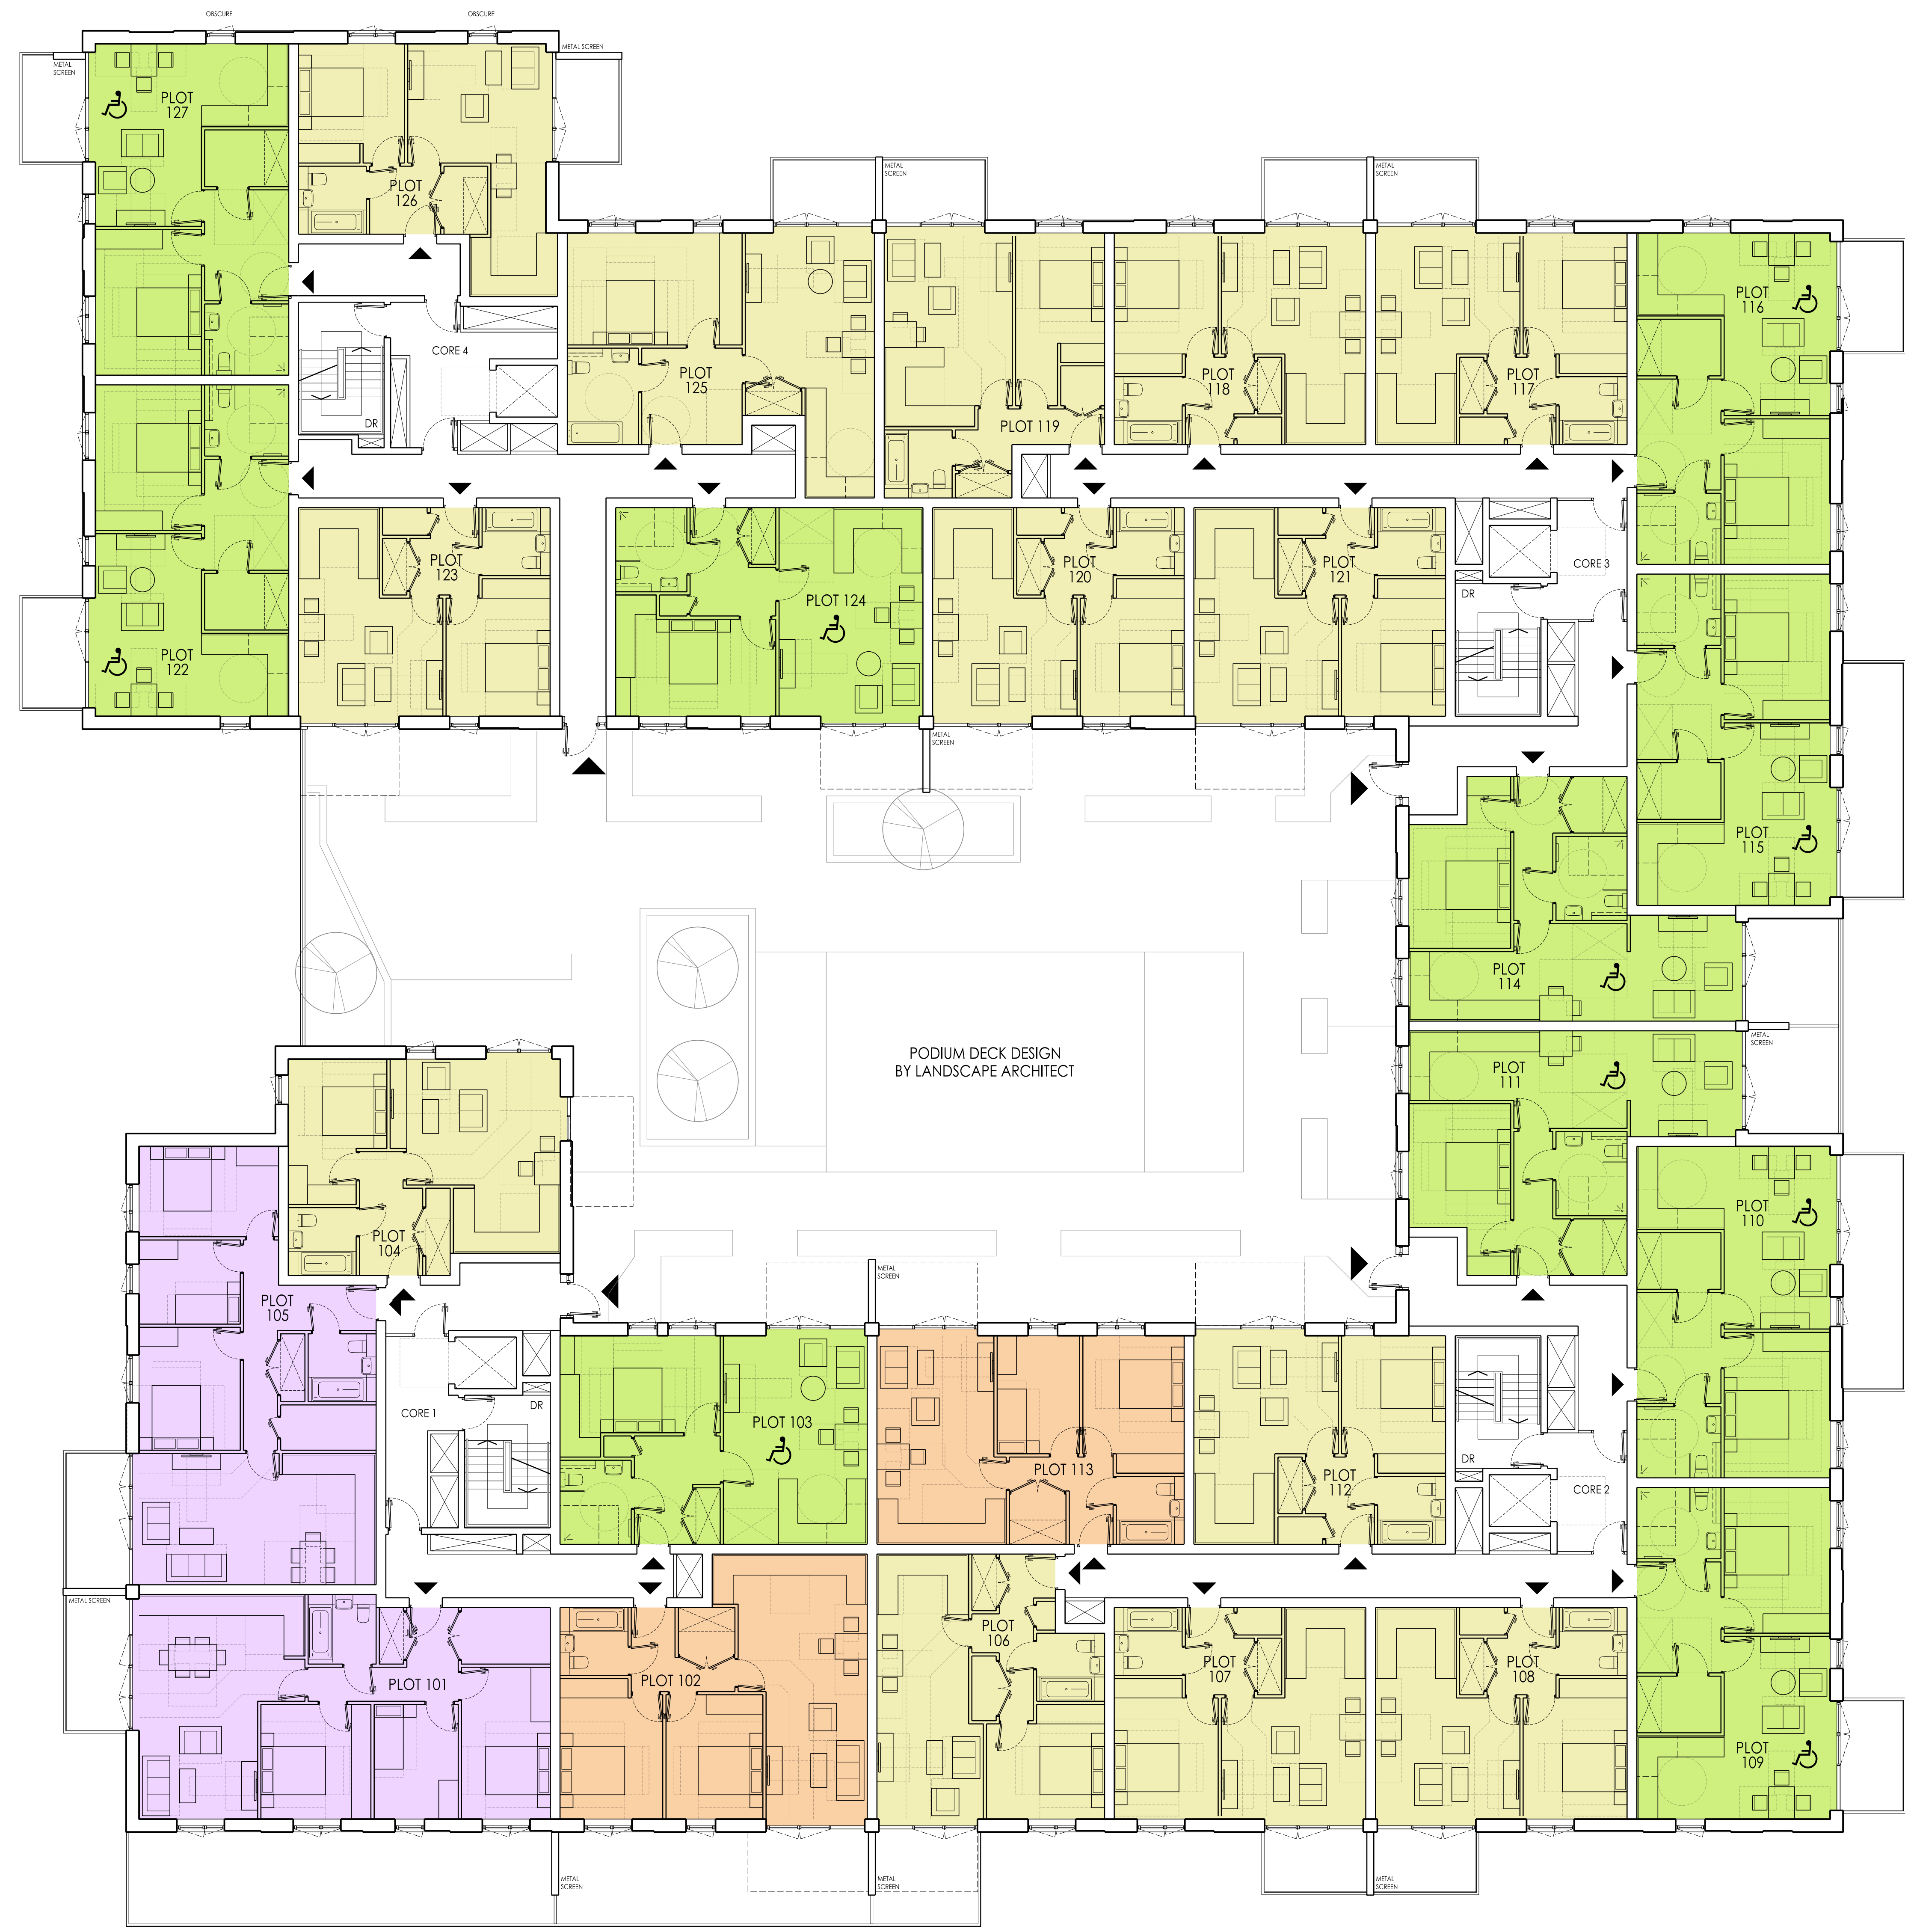 OBSCURE
OBSCURE
METAL SCREEN
METAL
SCREEN
PLOT
127
PLOT
126
METAL
SCREEN
METAL
SCREEN
PLOT
116
CORE 4
PLOT
125
PLOT
118
PLOT
117
DR
PLOT 119
PLOT
123
PLOT
120
PLOT
121
CORE 3
DR
PLOT 124
PLOT
122
METAL
SCREEN
PLOT
115
PLOT
114
METAL
SCREEN
PODIUM DECK DESIGN
BY LANDSCAPE ARCHITECT
PLOT
111
PLOT
110
PLOT
104
METAL
SCREEN
PLOT
105
CORE 1
DR
PLOT 103
PLOT 113
PLOT
112
DR
CORE 2
METAL SCREEN
PLOT
106
PLOT 101
PLOT 102
PLOT
107
PLOT
108
PLOT
109
METAL
SCREEN
METAL
SCREEN
METAL
SCREEN